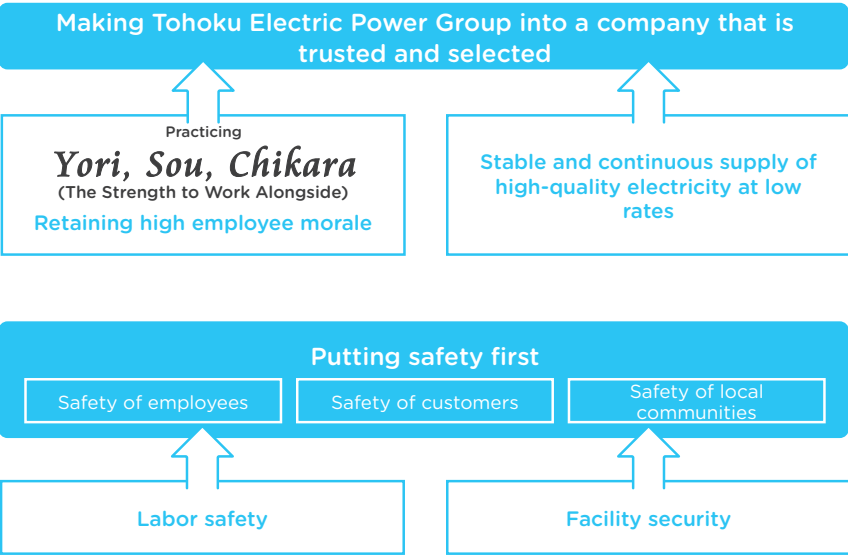 Making Tohoku Electric Power Group into a company that is
trusted and selected
Practicing
Yori, Sou, Chikara
(The Strength to Work Alongside)
Retaining high employee morale
Stable and continuous supply of
high-quality electricity at low
rates
Putting safety first
Safety of employees
Safety of customers
Safety of local
communities
Labor safety
Facility security